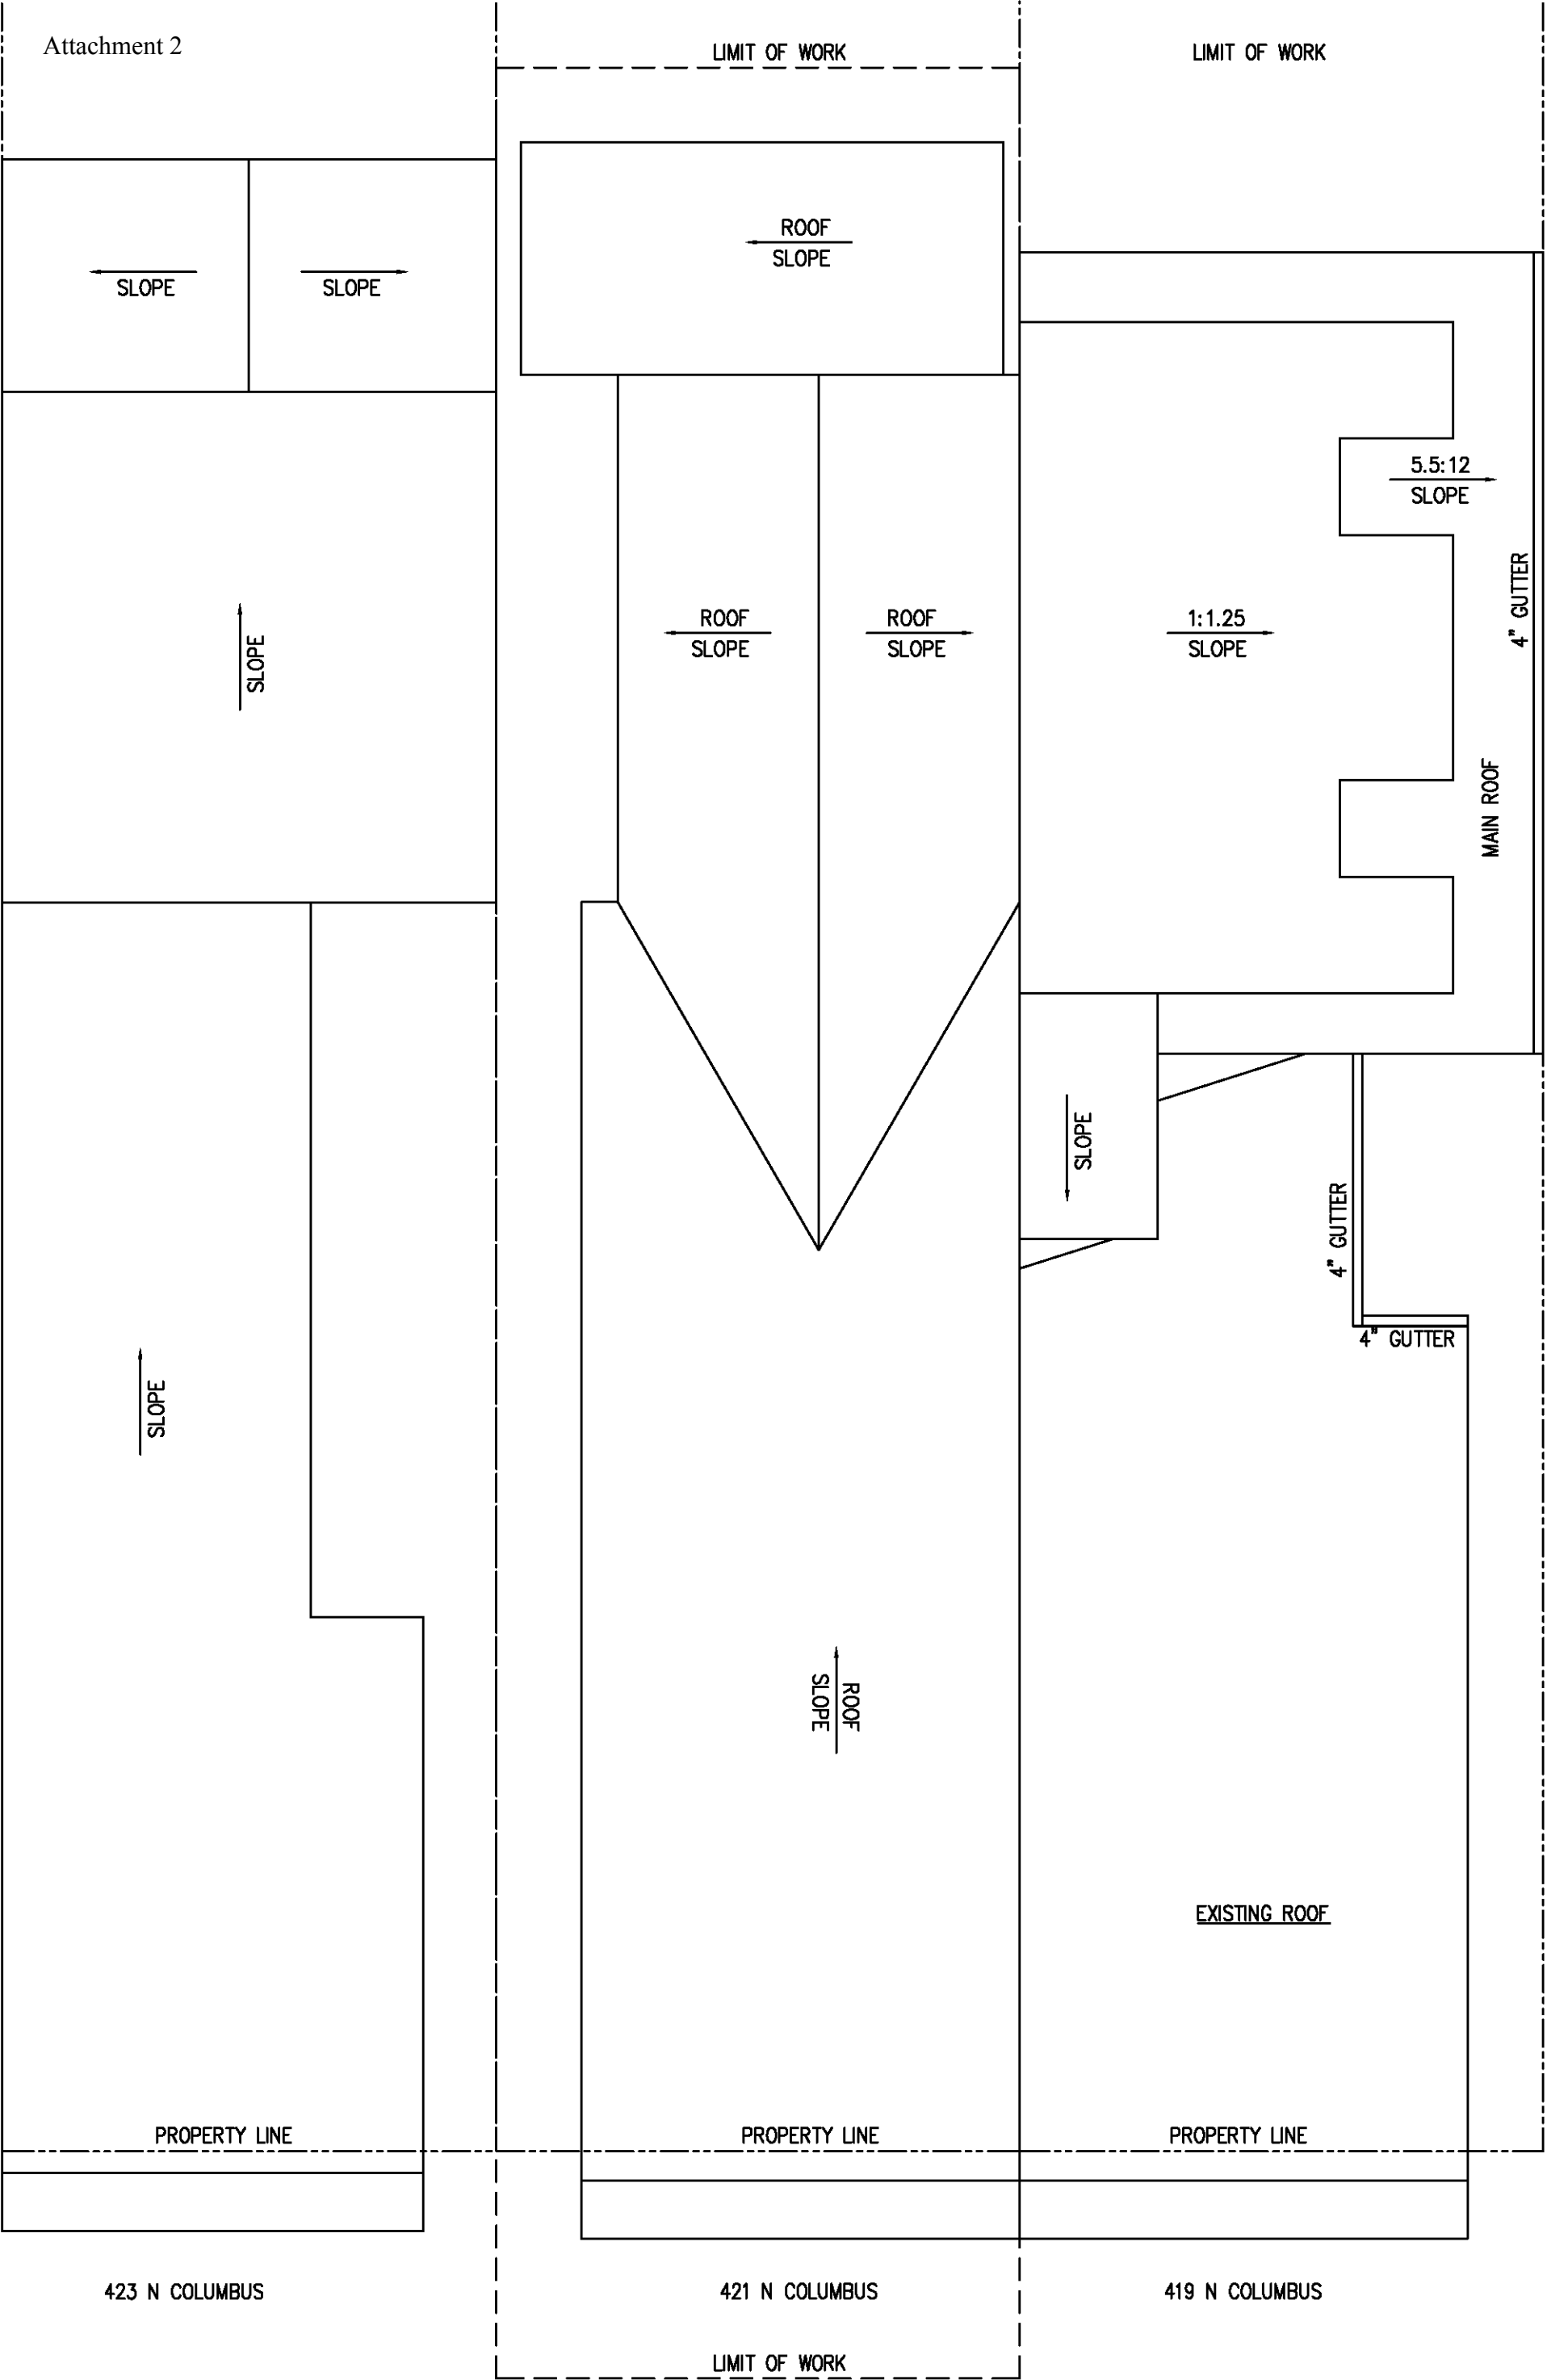 Attachment 2
LIMIT OF WORK
LIMIT OF WORK
ROOF
SLOPE
SLOPE
SLOPE
5.5:12
SLOPE
4" GUTTER
ROOF
SLOPE
ROOF
SLOPE
1:1.25
SLOPE
SLOPE
MAIN ROOF
SLOPE
4" GUTTER
4" GUTTER
SLOPE
ROOF
SLOPE
EXISTING ROOF
PROPERTY LINE
PROPERTY LINE
PROPERTY LINE
423 N COLUMBUS
421 N COLUMBUS
419 N COLUMBUS
LIMIT OF WORK